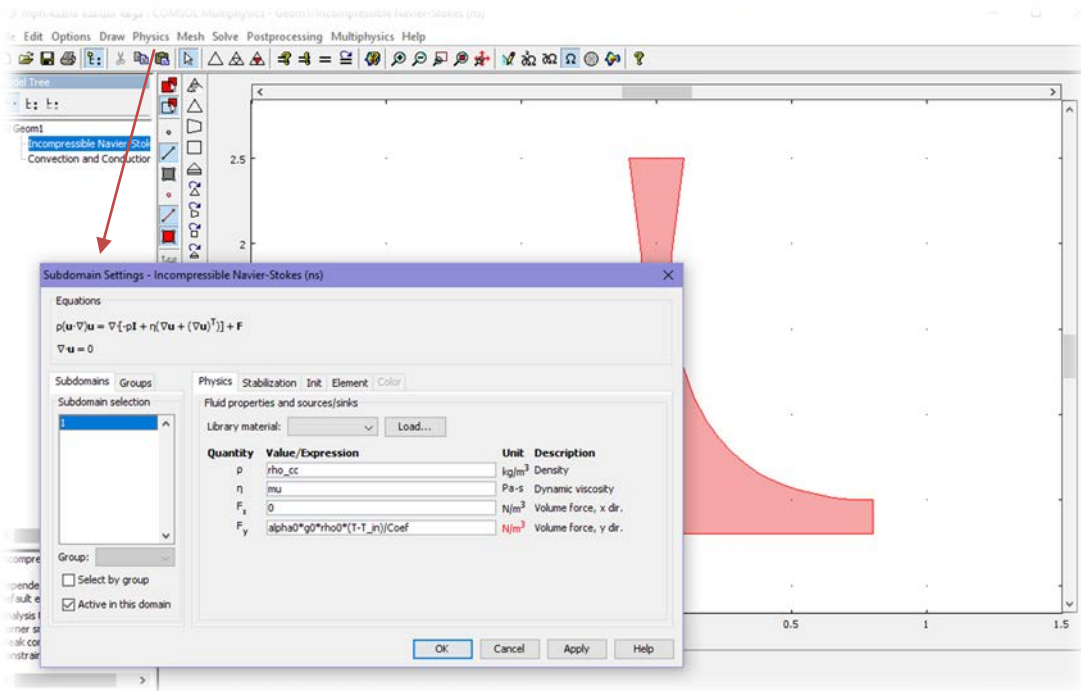 COMSOL Multiphysics - Geom1/Incompressible Navier-Stokes (ns)
Edit Options Draw Physics Mesh Solve Postprocessing Multiphysics Help
Tree
Geom1
Incompressible Navier-Stok
Convection and Conduction
2.5
2
0.5 1 1.5
Subdomain Settings - Incompressible Navier-Stokes (ns)
Equations
ρ(u·∇)u = ∇·[-pI + η(∇u + (∇u)ᵀ)] + F
∇·u = 0
Subdomains Groups
Subdomain selection
1
Group:
Select by group
Active in this domain
Physics Stabilization Init Element Color
Fluid properties and sources/sinks
Library material: Load...
Quantity Value/Expression Unit Description
ρ rho_cc kg/m³ Density
η mu Pa·s Dynamic viscosity
Fₓ 0 N/m³ Volume force, x dir.
Fᵧ alpha0*g0*rho0*(T-T_in)/Coef N/m³ Volume force, y dir.
OK Cancel Apply Help